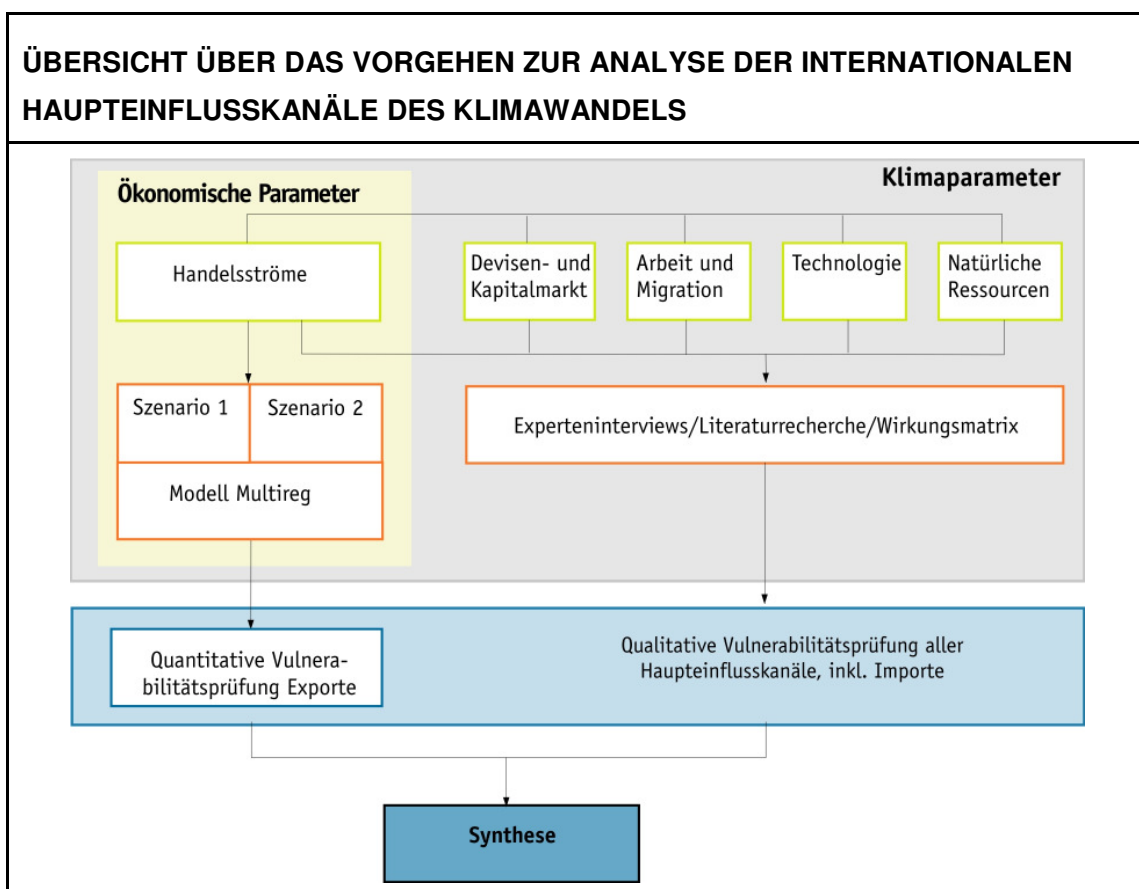 ÜBERSICHT ÜBER DAS VORGEHEN ZUR ANALYSE DER INTERNATIONALEN
HAUPTEINFLUSSKANÄLE DES KLIMAWANDELS
Klimaparameter
Ökonomische Parameter
Handelsströme
Devisen- und
Kapitalmarkt
Arbeit und
Migration
Technologie
Natürliche
Ressourcen
Szenario 1
Szenario 2
Modell Multireg
Experteninterviews/Literaturrecherche/Wirkungsmatrix
Quantitative Vulnera-
bilitätsprüfung Exporte
Qualitative Vulnerabilitätsprüfung aller
Haupteinflusskanäle, inkl. Importe
Synthese